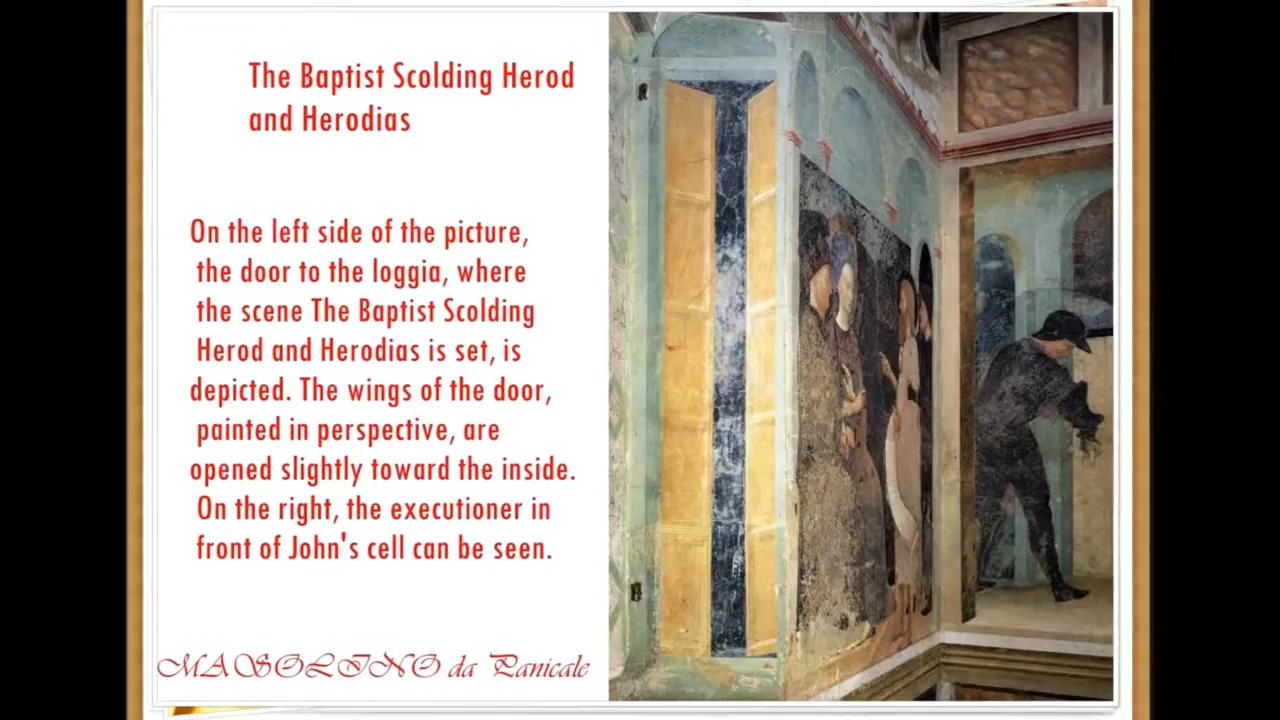 The Baptist Scolding Herod
and Herodias
On the left side of the picture,
the door to the loggia, where
the scene The Baptist Scolding
Herod and Herodias is set, is
depicted. The wings of the door,
painted in perspective, are
opened slightly toward the inside.
On the right, the executioner in
front of John's cell can be seen.
MASOLINO da Panicale